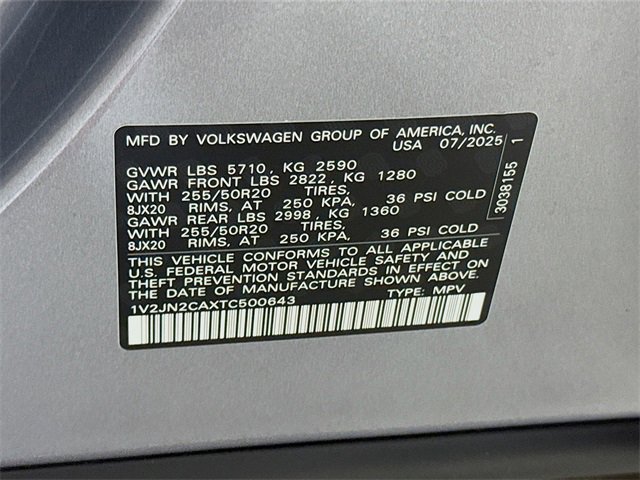 MFD BY VOLKSWAGEN GROUP OF AMERICA, INC.
USA 07/2025
GVWR LBS 5710, KG 2590
GAWR FRONT LBS 2822, KG 1280
WITH 255/50R20 TIRES,
8JX20 RIMS, AT 250 KPA, 36 PSI COLD
GAWR REAR LBS 2998, KG 1360
WITH 255/50R20 TIRES,
8JX20 RIMS, AT 250 KPA, 36 PSI COLD
THIS VEHICLE CONFORMS TO ALL APPLICABLE
U.S. FEDERAL MOTOR VEHICLE SAFETY AND
THEFT PREVENTION STANDARDS IN EFFECT ON
THE DATE OF MANUFACTURE SHOWN ABOVE.
1V2JN2CAXTC500643 TYPE: MPV
3038155 1